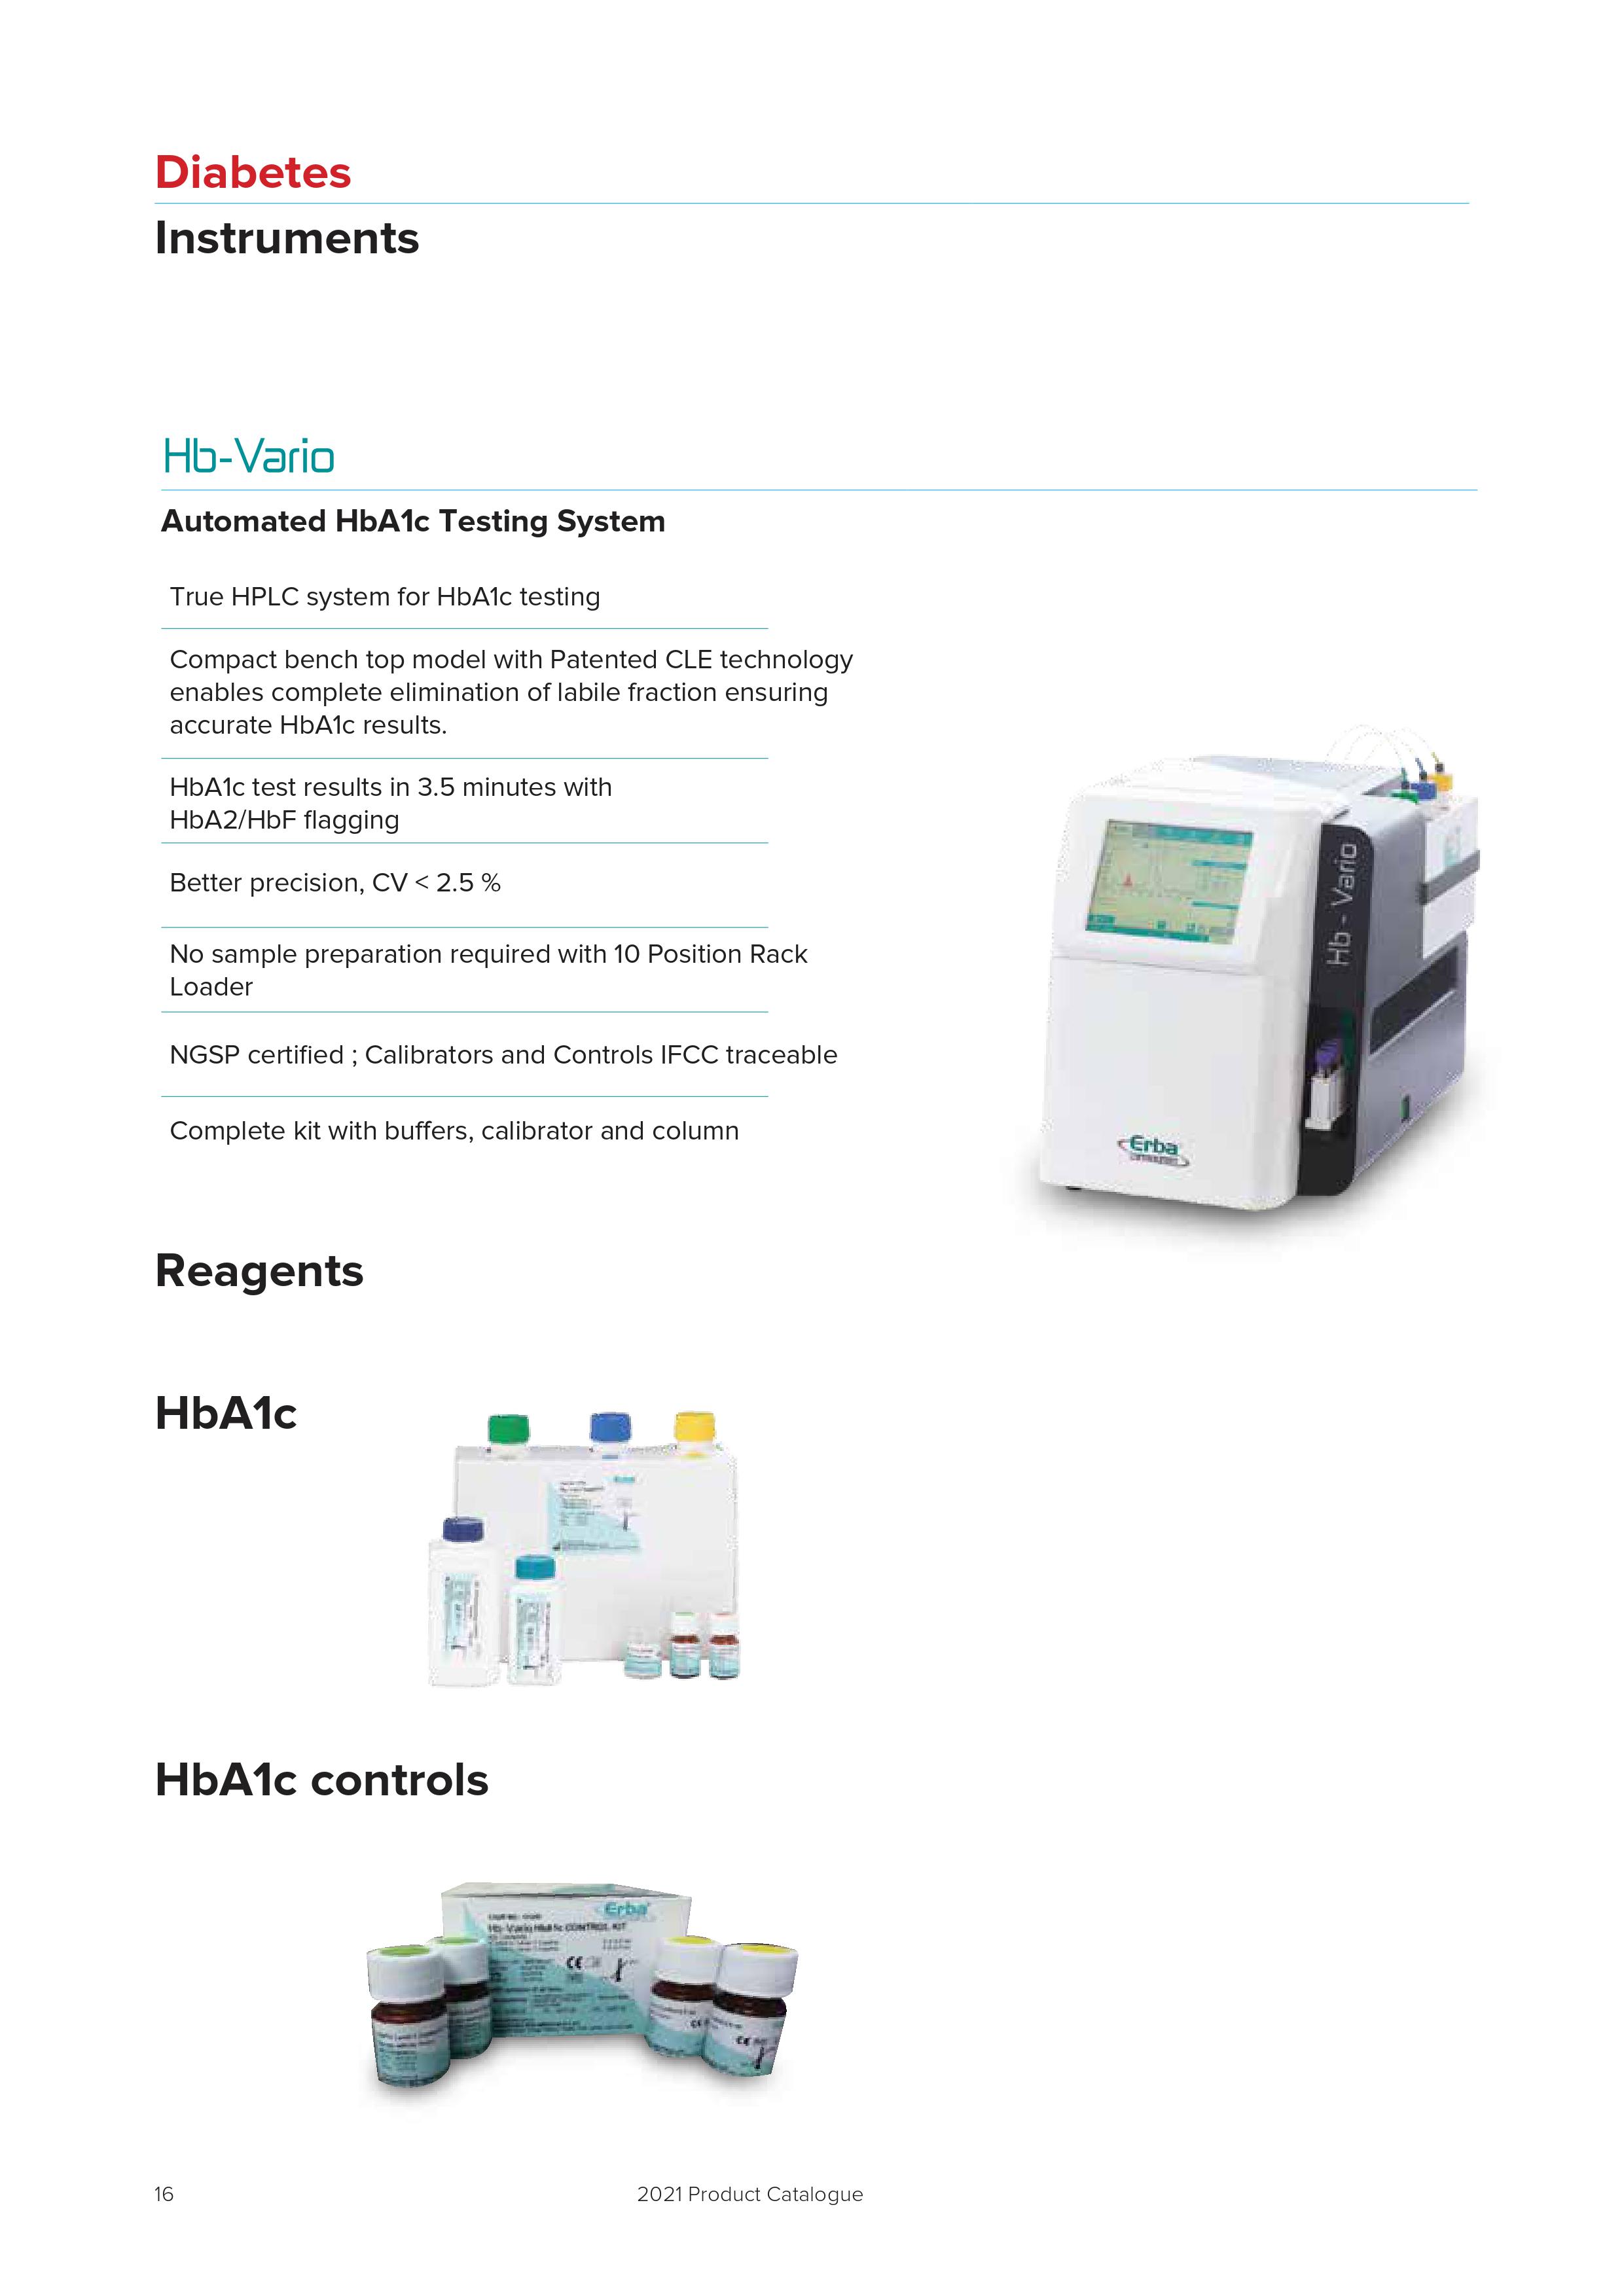 Diabetes
Instruments
Hb-Vario
Automated HbA1c Testing System
True HPLC system for HbA1c testing
Compact bench top model with Patented CLE technology
enables complete elimination of labile fraction ensuring
accurate HbA1c results.
HbA1c test results in 3.5 minutes with
HbA2/HbF flagging
Better precision, CV < 2.5 %
No sample preparation required with 10 Position Rack
Loader
NGSP certified ; Calibrators and Controls IFCC traceable
Complete kit with buffers, calibrator and column
Hb - Vario
Erba
Reagents
HbA1c
Erba
HbA1c controls
Erba
Hb-Vario HbA1c CONTROL KIT
CE
CE
CE
16
2021 Product Catalogue